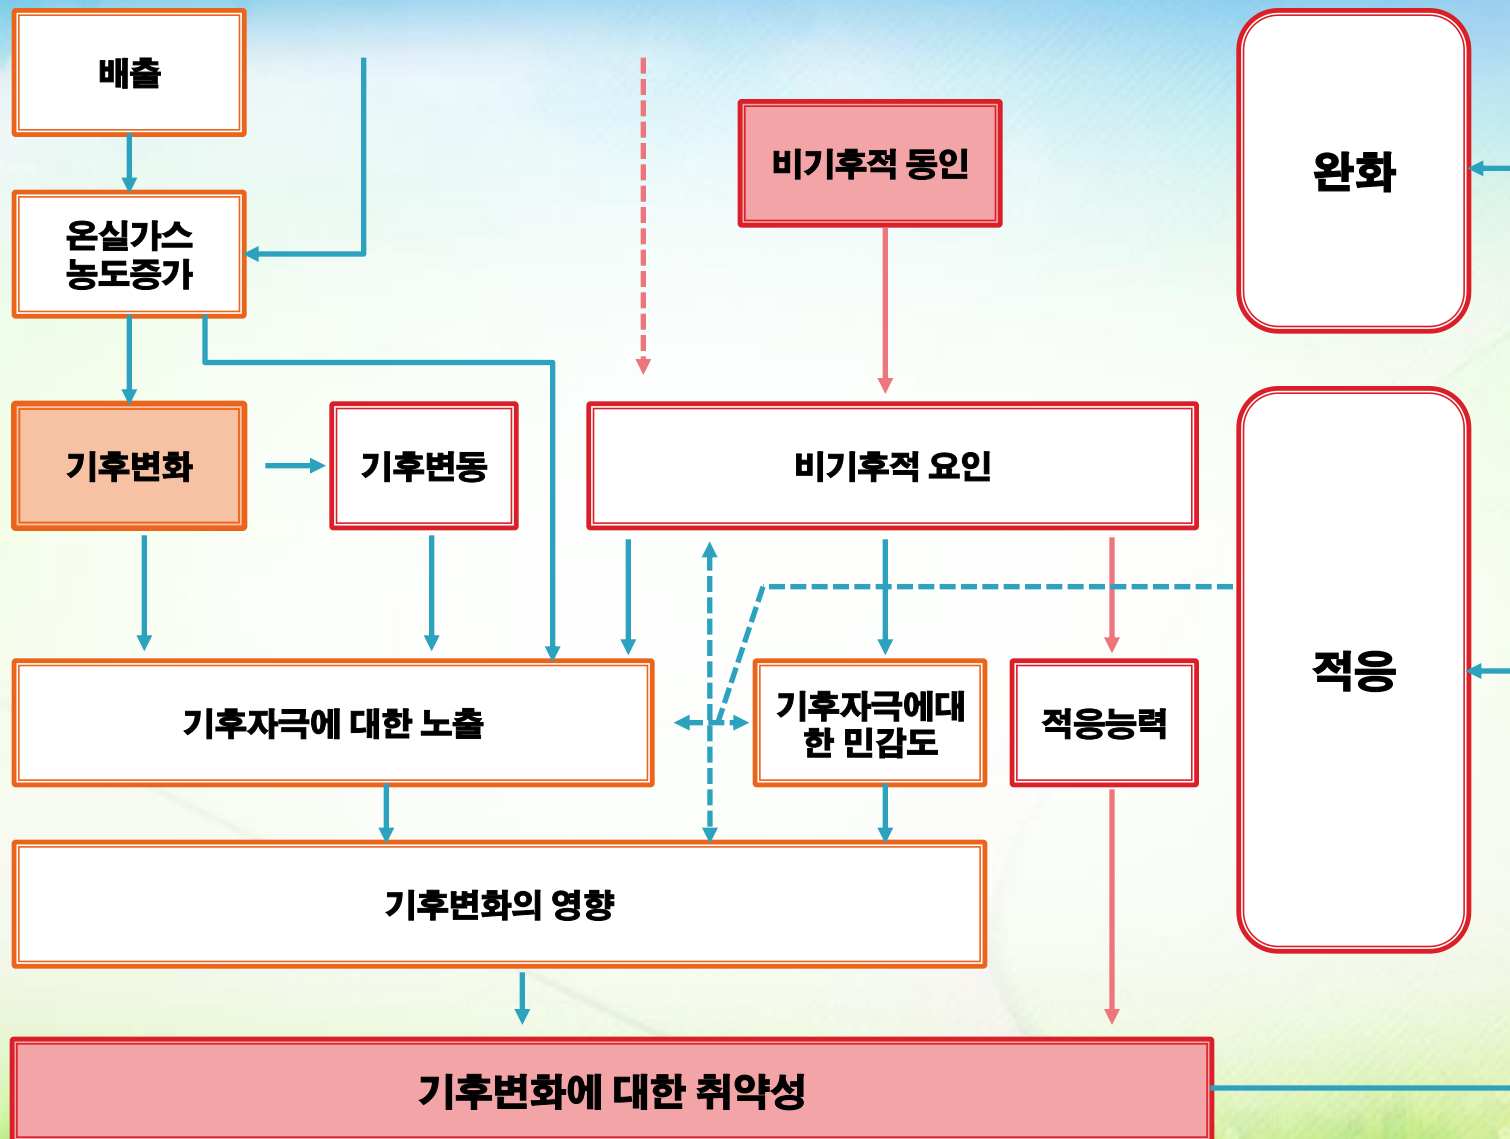 배출
비기후적 동인
완화
온실가스
농도증가
기후변화
기후변동
비기후적 요인
적응
기후자극에 대한 노출
기후자극에대
한 민감도
적응능력
기후변화의 영향
기후변화에 대한 취약성